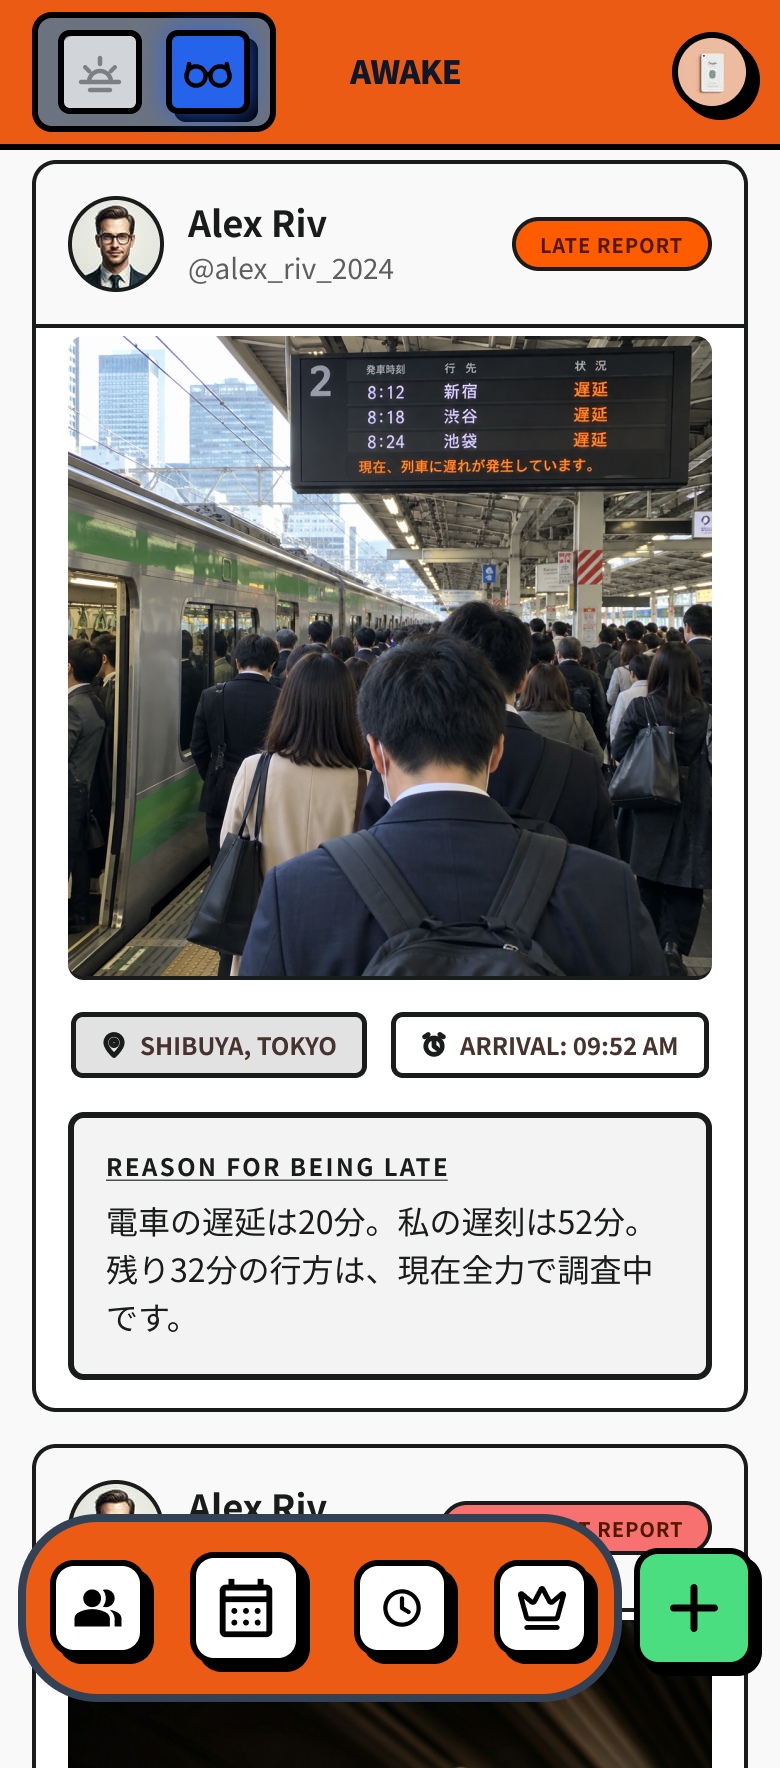 AWAKE
Alex Riv
@alex_riv_2024
LATE REPORT
2
発車時刻 行先 状況
8:12 新宿 遅延
8:18 渋谷 遅延
8:24 池袋 遅延
現在、列車に遅れが発生しています。
SHIBUYA, TOKYO
ARRIVAL: 09:52 AM
REASON FOR BEING LATE
電車の遅延は20分。私の遅刻は52分。
残り32分の行方は、現在全力で調査中
です。
Alex Riv
REPORT